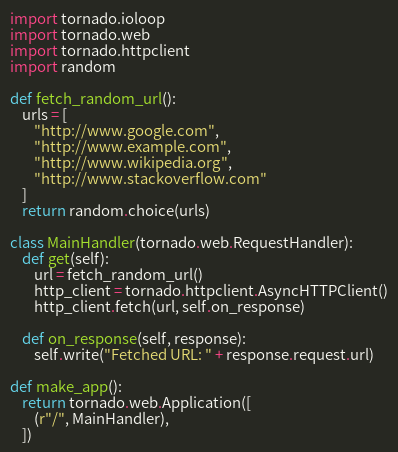 import tornado.ioloop
import tornado.web
import tornado.httpclient
import random

def fetch_random_url():
    urls = [
        "http://www.google.com",
        "http://www.example.com",
        "http://www.wikipedia.org",
        "http://www.stackoverflow.com"
    ]
    return random.choice(urls)

class MainHandler(tornado.web.RequestHandler):
    def get(self):
        url = fetch_random_url()
        http_client = tornado.httpclient.AsyncHTTPClient()
        http_client.fetch(url, self.on_response)

    def on_response(self, response):
        self.write("Fetched URL: " + response.request.url)

def make_app():
    return tornado.web.Application([
        (r"/", MainHandler),
    ])